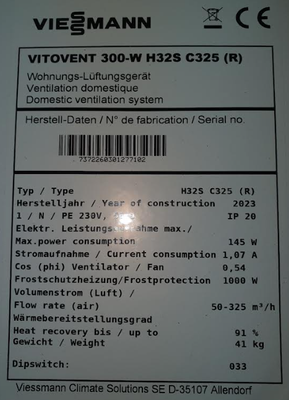 VIESMANN
CE
VITOVENT 300-W H32S C325 (R)
Wohnungs-Lüftungsgerät
Ventilation domestique
Domestic ventilation system
Herstell-Daten / N° de fabrication / Serial no.
7372260301277102
Typ / Type H32S C325 (R)
Herstelljahr / Year of construction 2023
1 / N / PE 230V, IP 20
Elektr. Leistungsaufnahme max./
Max.power consumption 145 W
Stromaufnahme / Current consumption 1,07 A
Cos (phi) Ventilator / Fan 0,54
Frostschutzheizung/Frostprotection 1000 W
Volumenstrom (Luft) /
Flow rate (air) 50-325 m³/h
Wärmebereitstellungsgrad
Heat recovery bis / up to 91 %
Gewicht / Weight 41 kg
Dipswitch: 033
Viessmann Climate Solutions SE D-35107 Allendorf